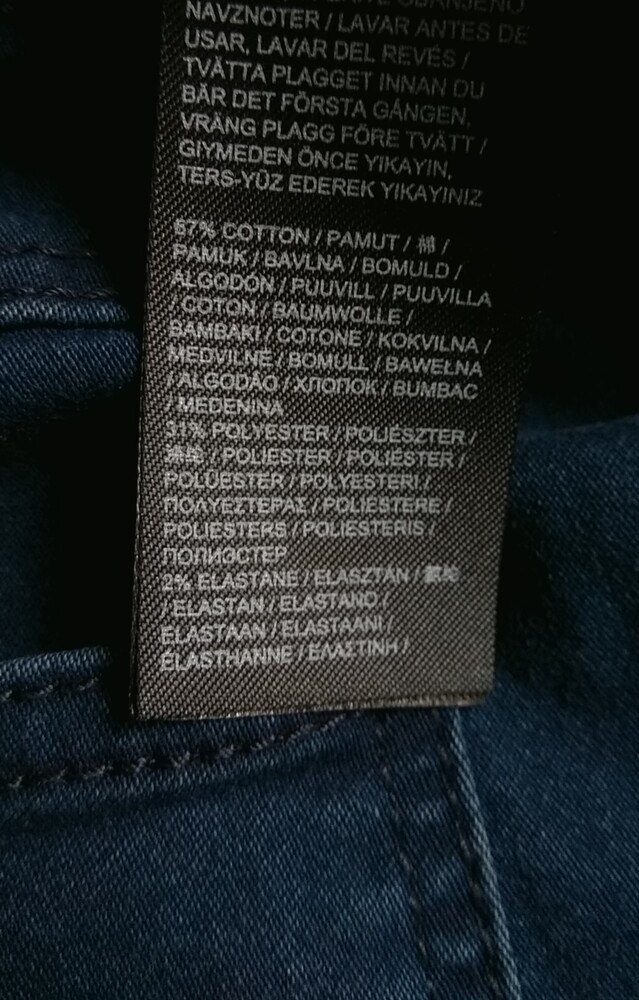 NAVZNOTER / LAVAR ANTES DE
USAR, LAVAR DEL REVÉS /
TVÄTTA PLAGGET INNAN DU
BÄR DET FÖRSTA GÅNGEN,
VRÄNG PLAGG FÖRE TVÄTT /
GIYMEDEN ÖNCE YIKAYIN,
TERS-YÜZ EDEREK YIKAYINIZ
67% COTTON / PAMUT / 棉 /
PAMUK / BAVLNA / BOMULD /
ALGODÓN / PUUVILL / PUUVILLA
/ COTON / BAUMWOLLE /
BAMBAKI / COTONE / KOKVILNA /
MEDVILNE / BOMULL / BAWEŁNA
/ ALGODÃO / ХЛОПОК / BUMBAC
/ MEDENINA
31% POLYESTER / POLIÉSZTER /
/ POLIESTER / POLIÉSTER /
POLÜESTER / POLYESTERI /
ΠΟΛΥΕΣΤΕΡΑΣ / POLIESTERE /
POLIESTERS / POLIESTERIS /
2% ELASTANE / ELASZTÁN /
/ ELASTAN / ELASTANO /
ELASTAAN / ELASTAANI /
ÉLASTHANNE / ΕΛΑΣΤΙΝΗ /